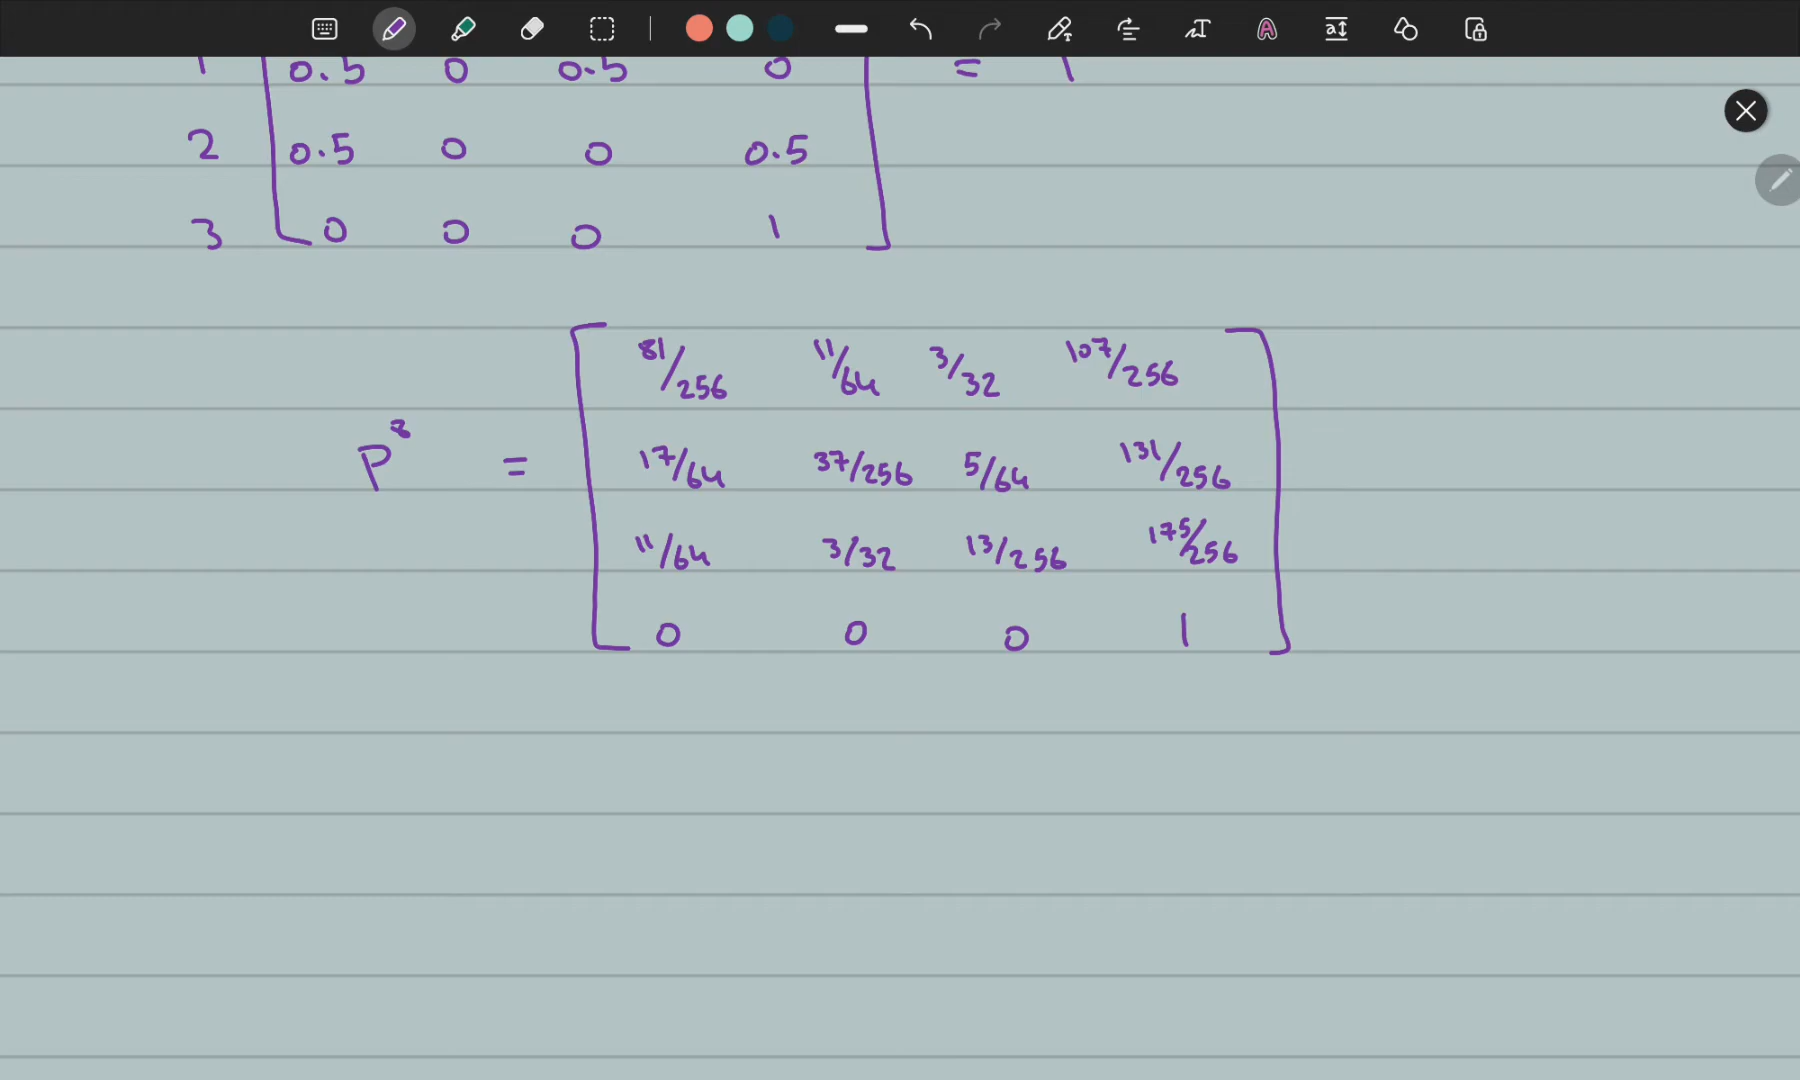 1 0.5 0 0.5 0 = 1
2 0.5 0 0 0.5
3 0 0 0 1
81/256 11/64 3/32 107/256
P^8 = 17/64 37/256 5/64 131/256
11/64 3/32 13/256 175/256
0 0 0 1